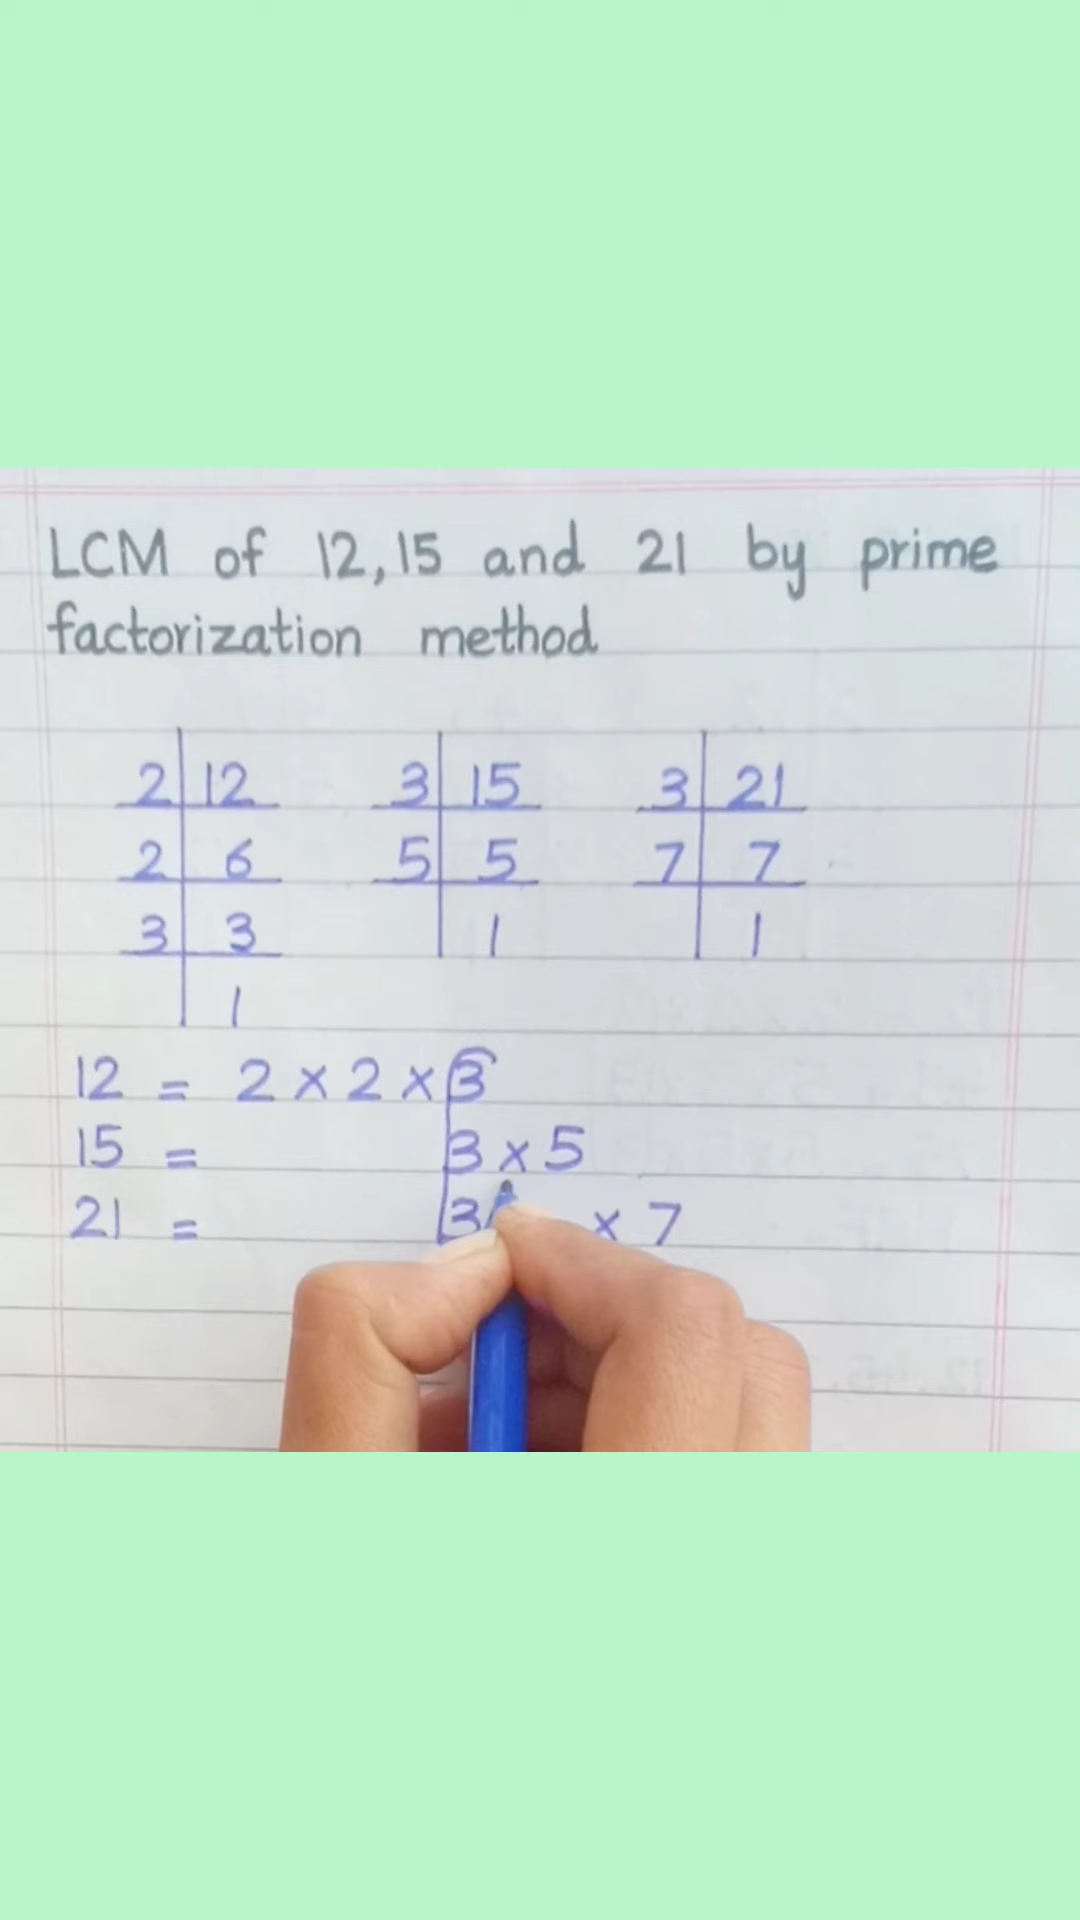 LCM of 12, 15 and 21 by prime
factorization method
2 12 3 15 3 21
2 6 5 5 7 7
3 3 1 1
1
12 = 2 × 2 × 3
15 = 3 × 5
21 = 3 × 7